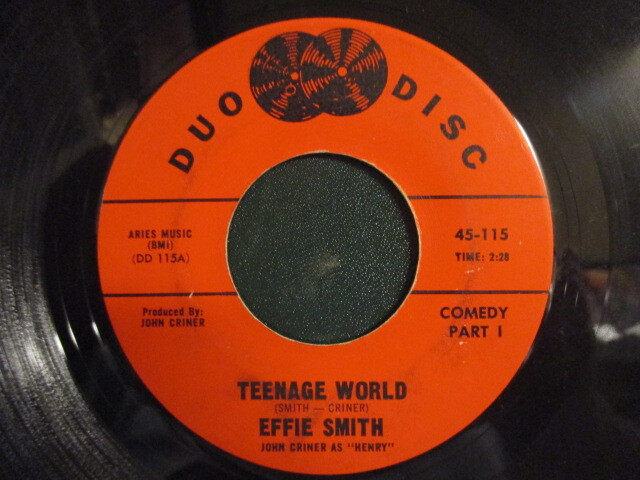 DUO DISC
ARIES MUSIC
(BMI)
(DD 115A)
45-115
TIME: 2:28
Produced By:
JOHN CRINER
COMEDY
PART I
TEENAGE WORLD
(SMITH — CRINER)
EFFIE SMITH
JOHN CRINER AS "HENRY"